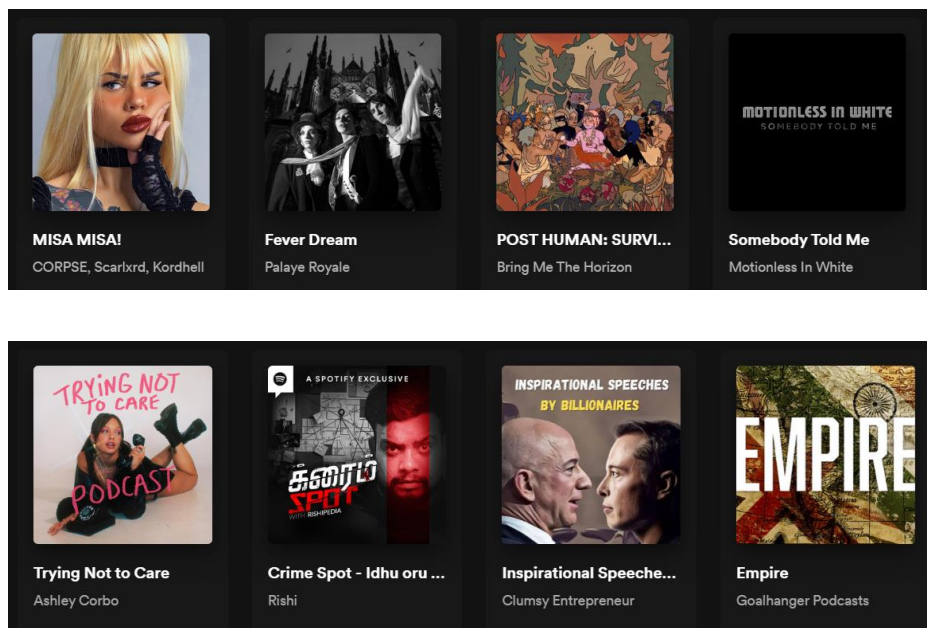 MOTIONLESS IN WHITE
SOMEBODY TOLD ME
MISA MISA!
CORPSE, Scarlxrd, Kordhell
Fever Dream
Palaye Royale
POST HUMAN: SURVI...
Bring Me The Horizon
Somebody Told Me
Motionless In White
TRYiNG NOT
TO CARE
PODCAST
A SPOTIFY EXCLUSIVE
க்ரைம்
SPOT
WITH RISHIPEDIA
INSPIRATIONAL SPEECHES
BY BILLIONAIRES
EMPIRE
Trying Not to Care
Ashley Corbo
Crime Spot - Idhu oru ...
Rishi
Inspirational Speeche...
Clumsy Entrepreneur
Empire
Goalhanger Podcasts